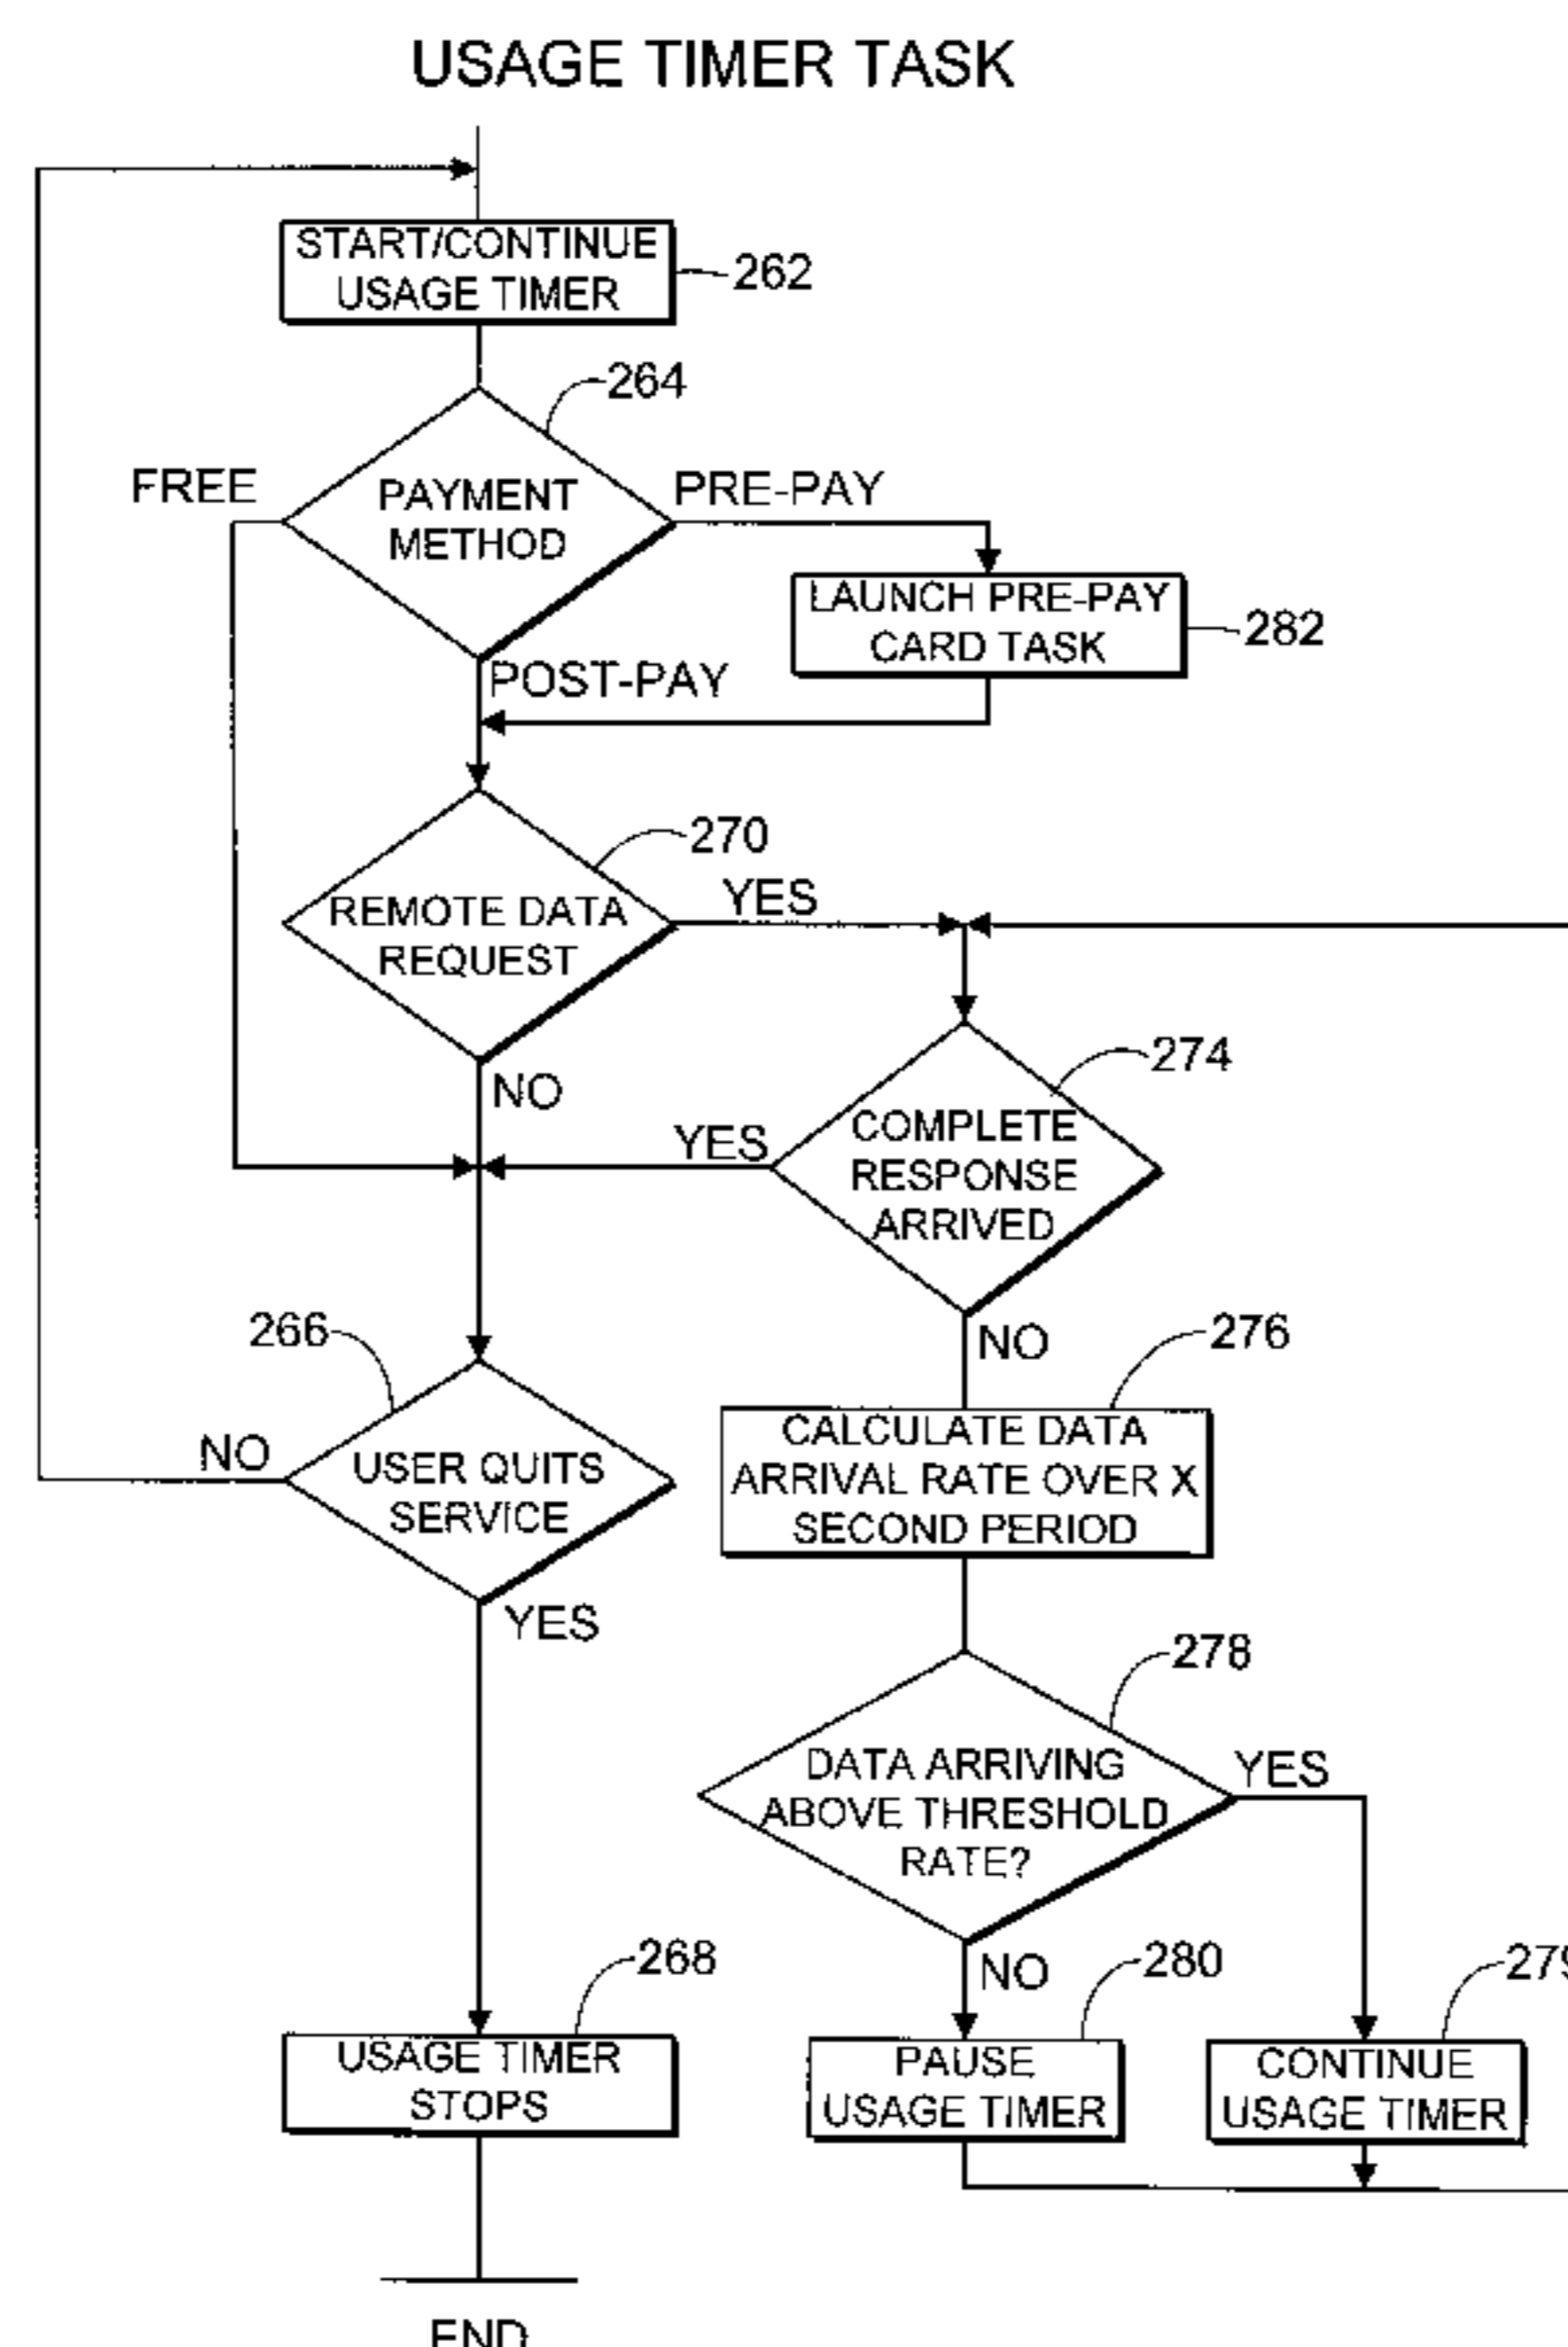 USAGE TIMER TASK
START/CONTINUE
USAGE TIMER
262
264
FREE
PAYMENT
METHOD
PRE-PAY
LAUNCH PRE-PAY
CARD TASK
282
POST-PAY
270
REMOTE DATA
REQUEST
YES
NO
274
COMPLETE
RESPONSE
ARRIVED
YES
NO
266
USER QUITS
SERVICE
NO
YES
276
CALCULATE DATA
ARRIVAL RATE OVER X
SECOND PERIOD
278
DATA ARRIVING
ABOVE THRESHOLD
RATE?
YES
NO
268
USAGE TIMER
STOPS
280
PAUSE
USAGE TIMER
279
CONTINUE
USAGE TIMER
END